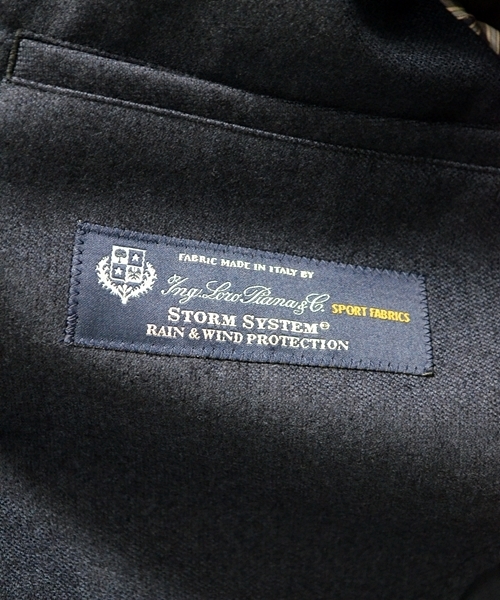 FABRIC MADE IN ITALY BY
Ing. Loro Piana & C. SPORT FABRICS
STORM SYSTEM®
RAIN & WIND PROTECTION